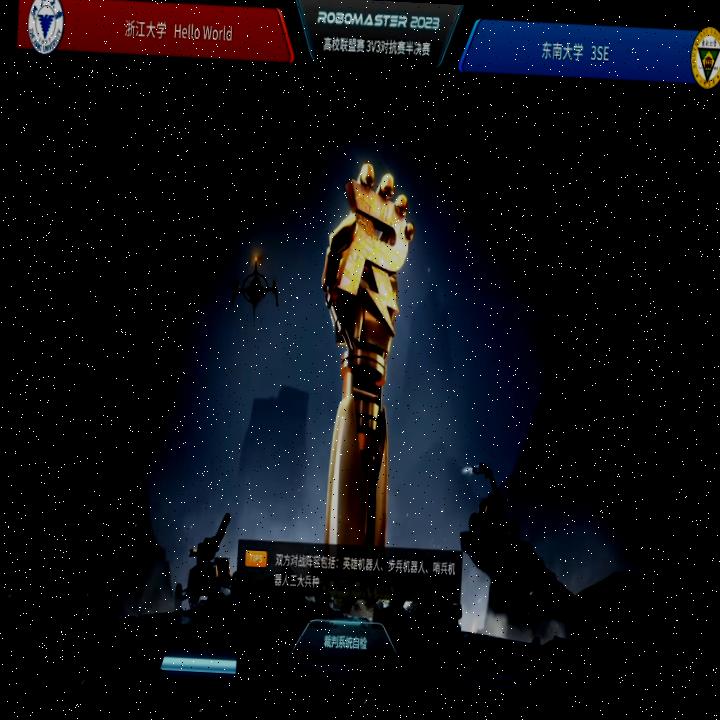 浙江大学 Hello World
ROBOMASTER 2023
高校联盟赛 3V3对抗赛半决赛
东南大学 3SE
TIPS
双方对战阵容包括：英雄机器人、步兵机器人、哨兵机
器人三大兵种
裁判系统自检